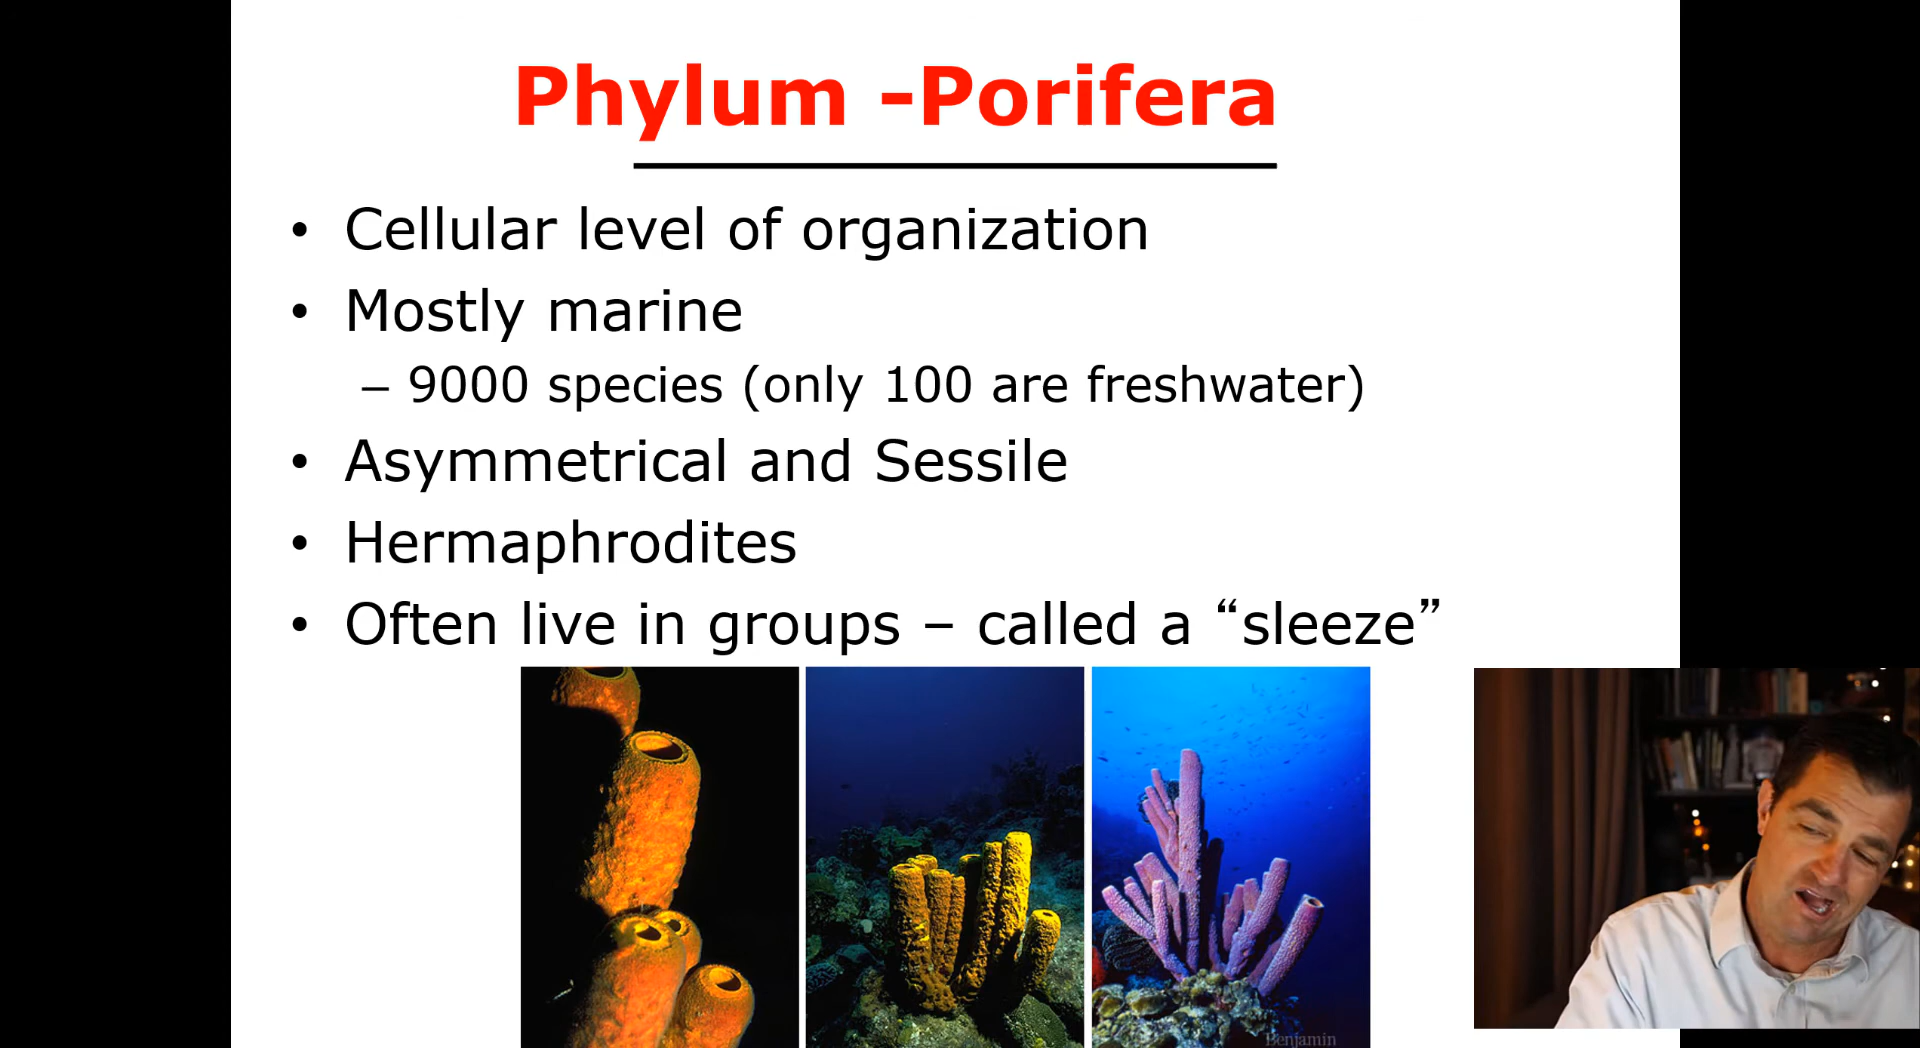 Phylum -Porifera
• Cellular level of organization
• Mostly marine
– 9000 species (only 100 are freshwater)
• Asymmetrical and Sessile
• Hermaphrodites
• Often live in groups – called a “sleeze”
Benjamin